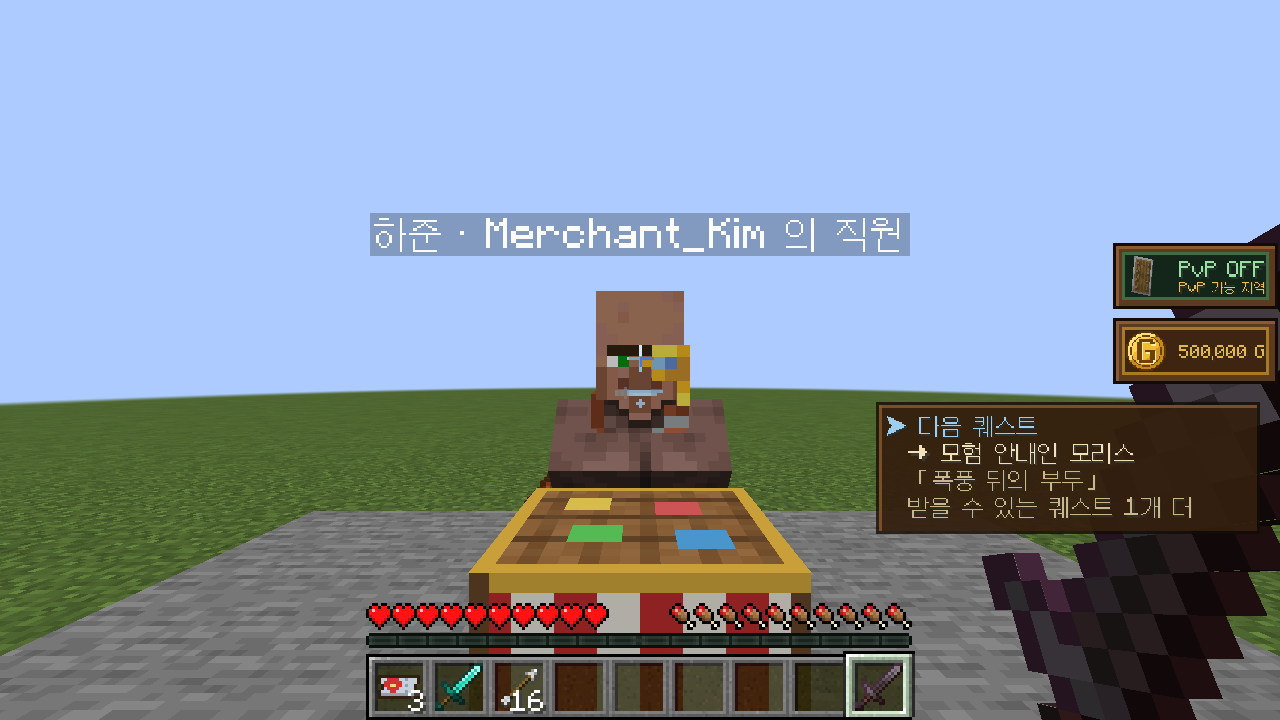 하준 · Merchant_Kim 의 직원
PvP OFF
PvP 가능 지역
500,000 G
➤ 다음 퀘스트
→ 모험 안내인 모리스
「폭풍 뒤의 부두」
받을 수 있는 퀘스트 1개 더
3
16